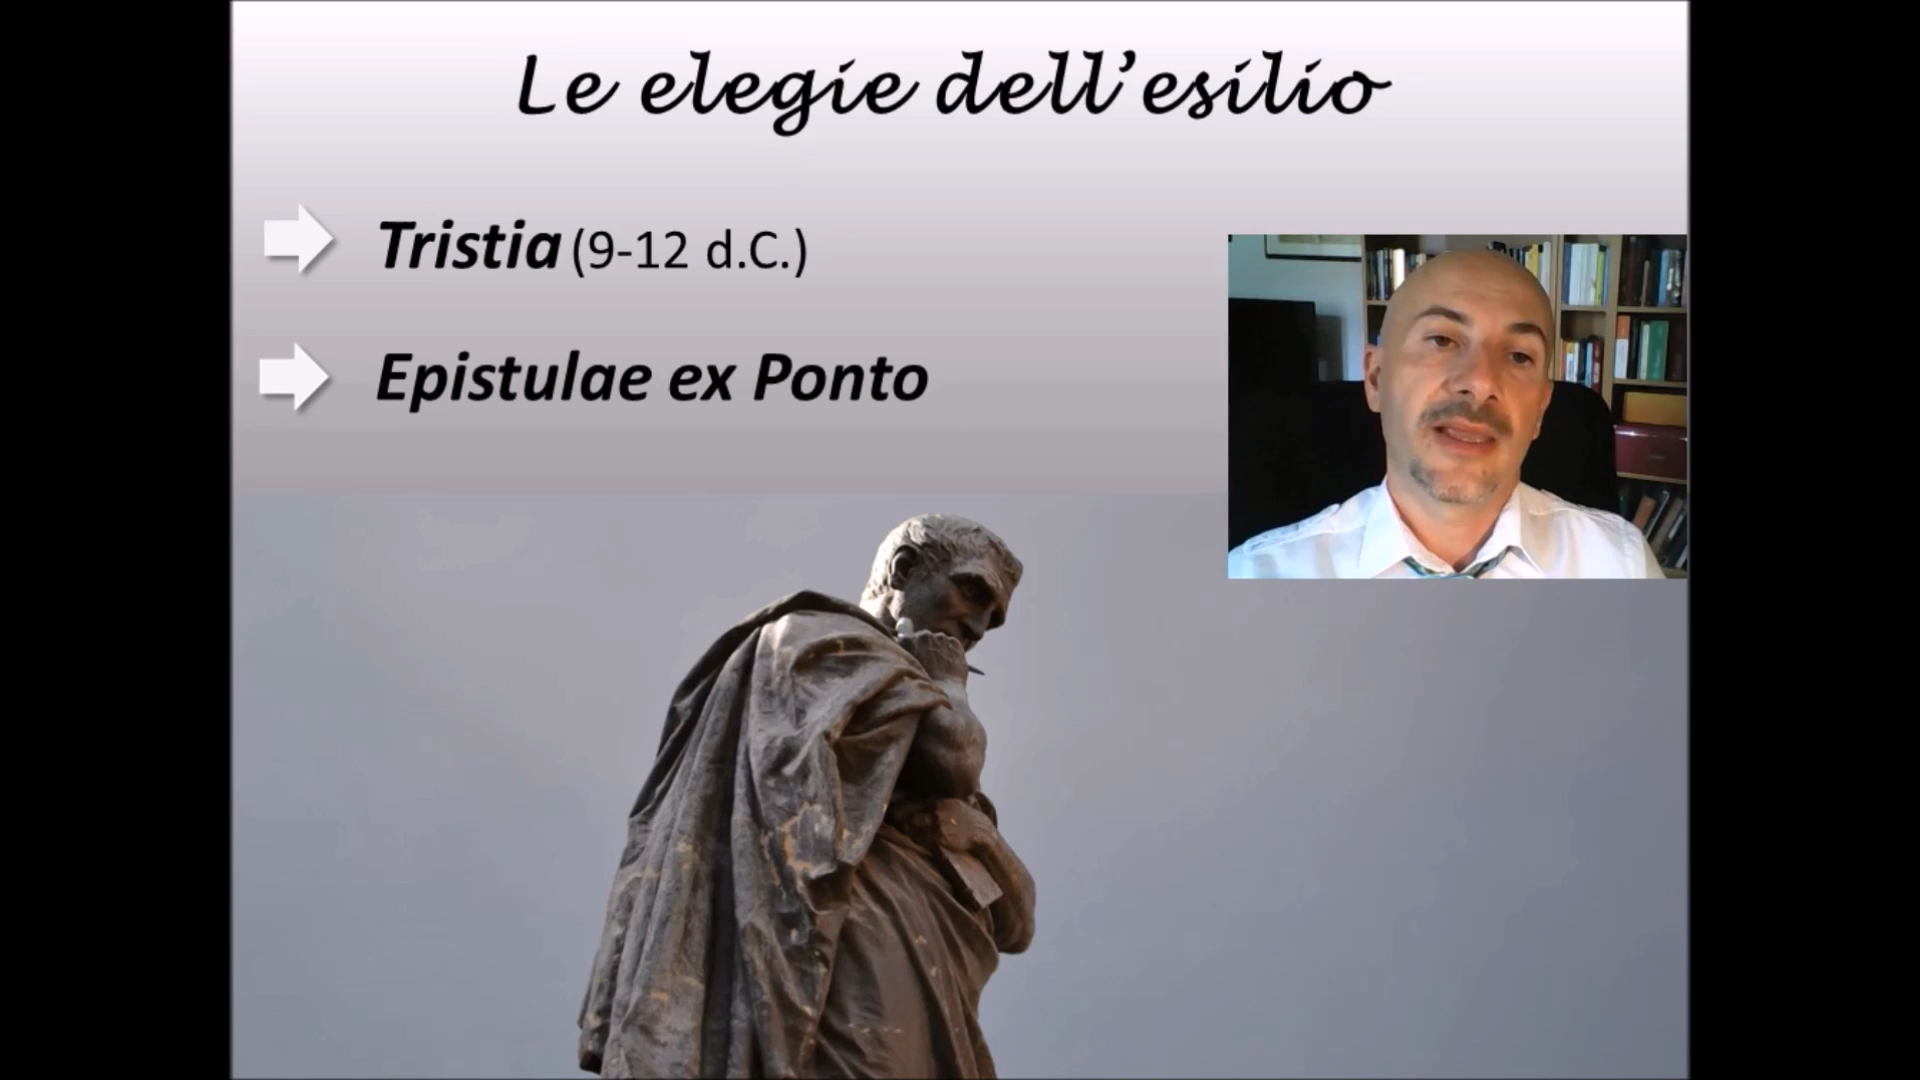 Le elegie dell'esilio
Tristia (9-12 d.C.)
Epistulae ex Ponto